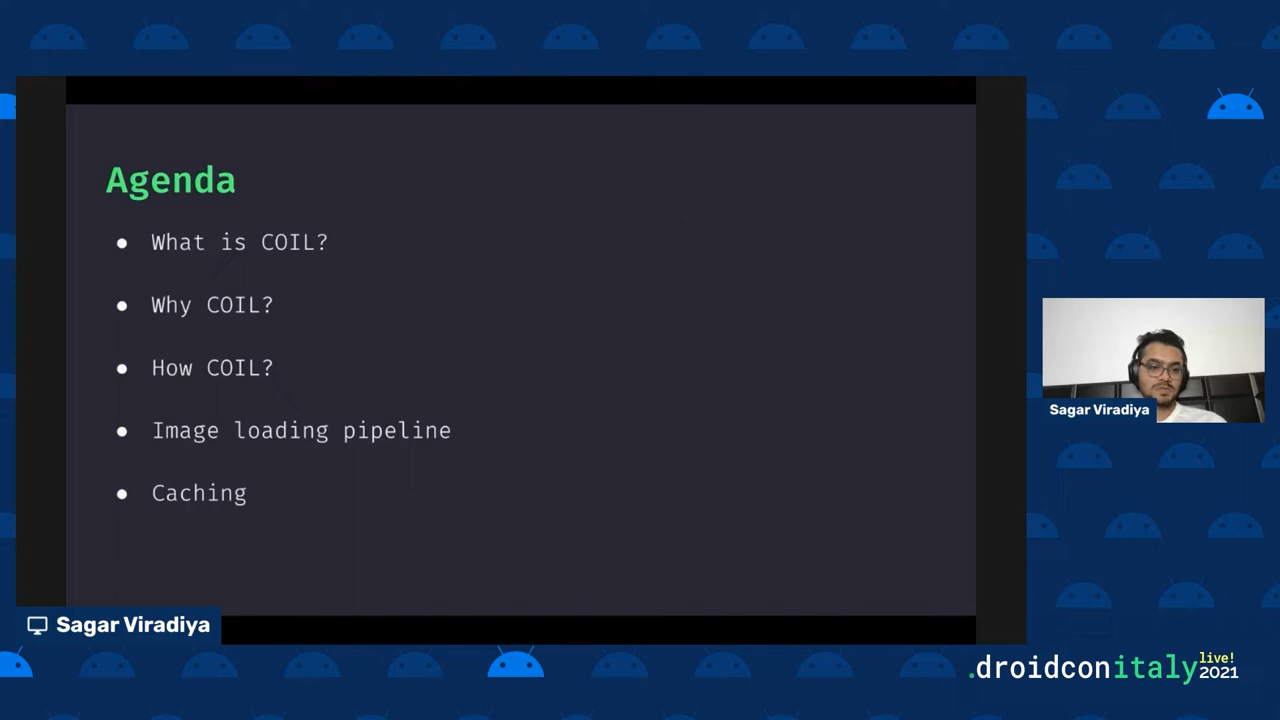 Agenda
● What is COIL?
● Why COIL?
● How COIL?
● Image loading pipeline
● Caching
Sagar Viradiya
Sagar Viradiya
.droidconitaly live! 2021